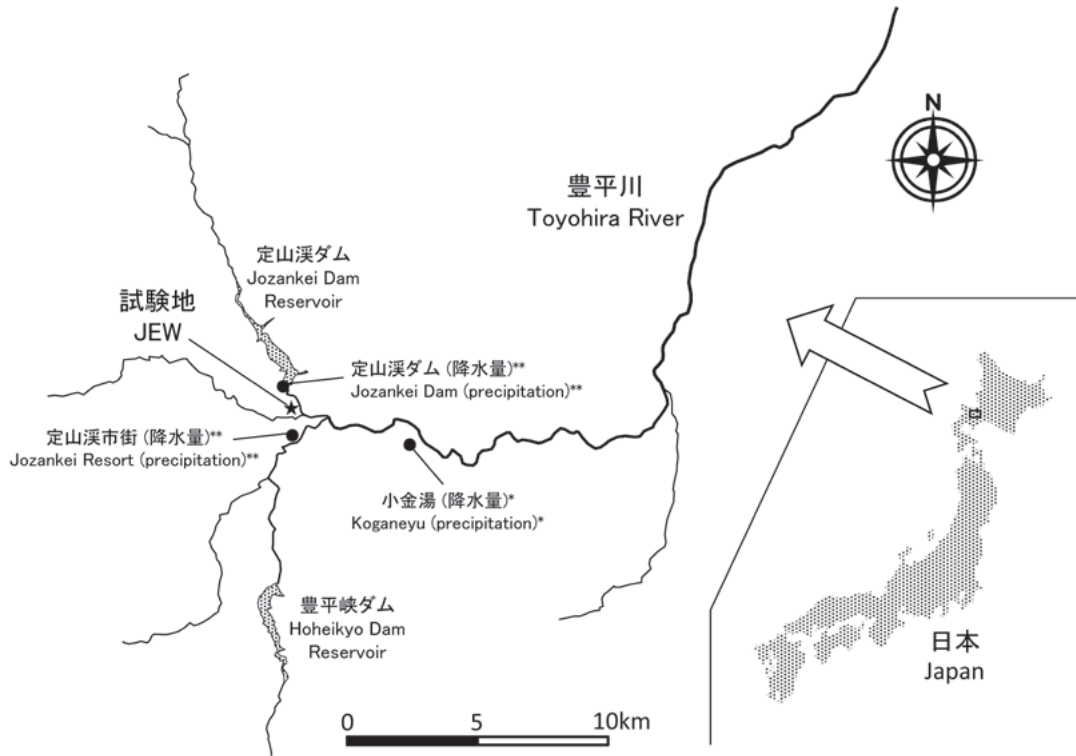 N
豊平川
Toyohira River
定山渓ダム
Jozankei Dam
Reservoir
試験地
JEW
定山渓ダム (降水量)**
Jozankei Dam (precipitation)**
定山渓市街 (降水量)**
Jozankei Resort (precipitation)**
小金湯 (降水量)*
Koganeyu (precipitation)*
豊平峡ダム
Hoheikyo Dam
Reservoir
日本
Japan
0 5 10km